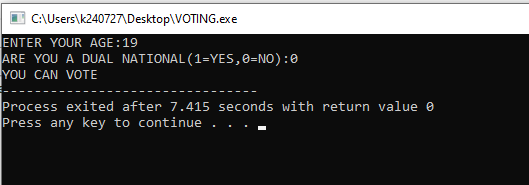 C:\Users\k240727\Desktop\VOTING.exe
ENTER YOUR AGE:19
ARE YOU A DUAL NATIONAL(1=YES,0=NO):0
YOU CAN VOTE
--------------------------------
Process exited after 7.415 seconds with return value 0
Press any key to continue . . .